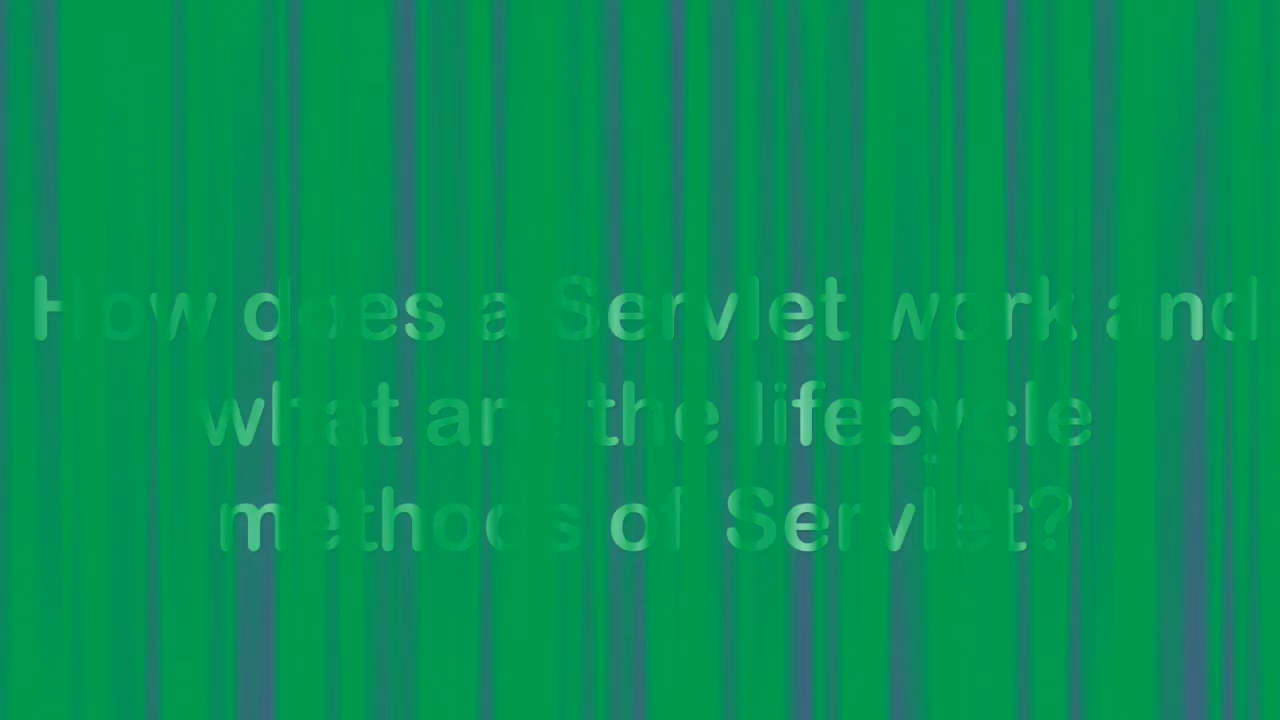 How does a Servlet work and
what are the lifecycle
methods of Servlet?